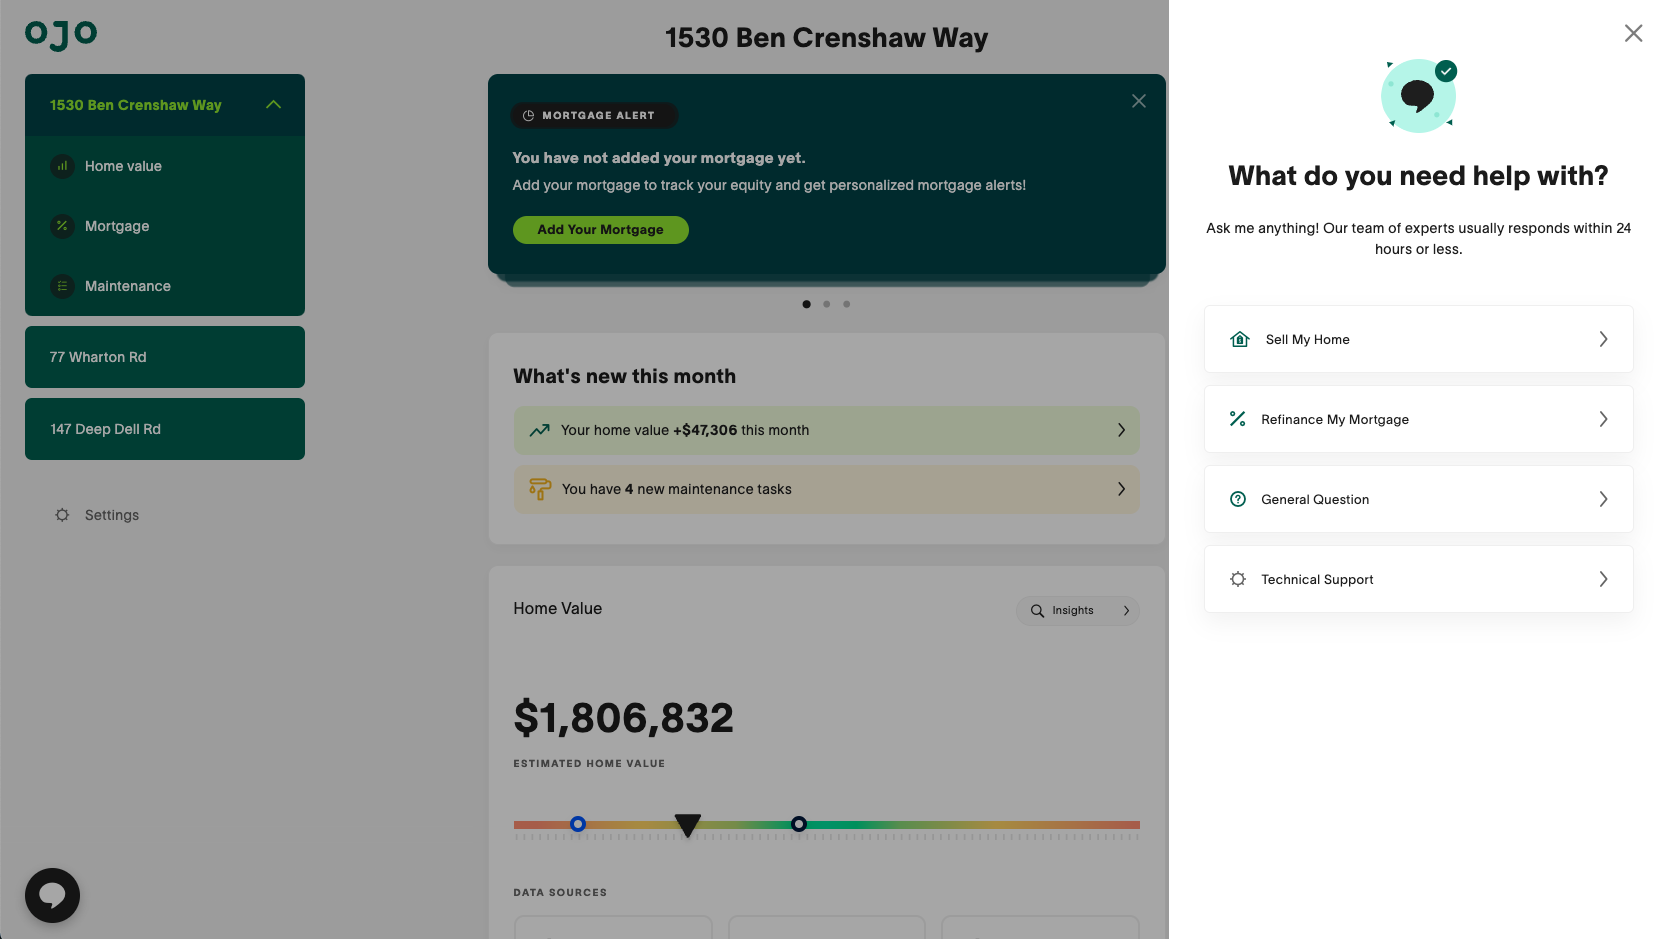 ojo
1530 Ben Crenshaw Way
Home value
Mortgage
Maintenance
77 Wharton Rd
147 Deep Dell Rd
Settings
1530 Ben Crenshaw Way
MORTGAGE ALERT
You have not added your mortgage yet.
Add your mortgage to track your equity and get personalized mortgage alerts!
Add Your Mortgage
What's new this month
Your home value +$47,306 this month
You have 4 new maintenance tasks
Home Value
Insights
$1,806,832
ESTIMATED HOME VALUE
DATA SOURCES
What do you need help with?
Ask me anything! Our team of experts usually responds within 24
hours or less.
Sell My Home
Refinance My Mortgage
General Question
Technical Support